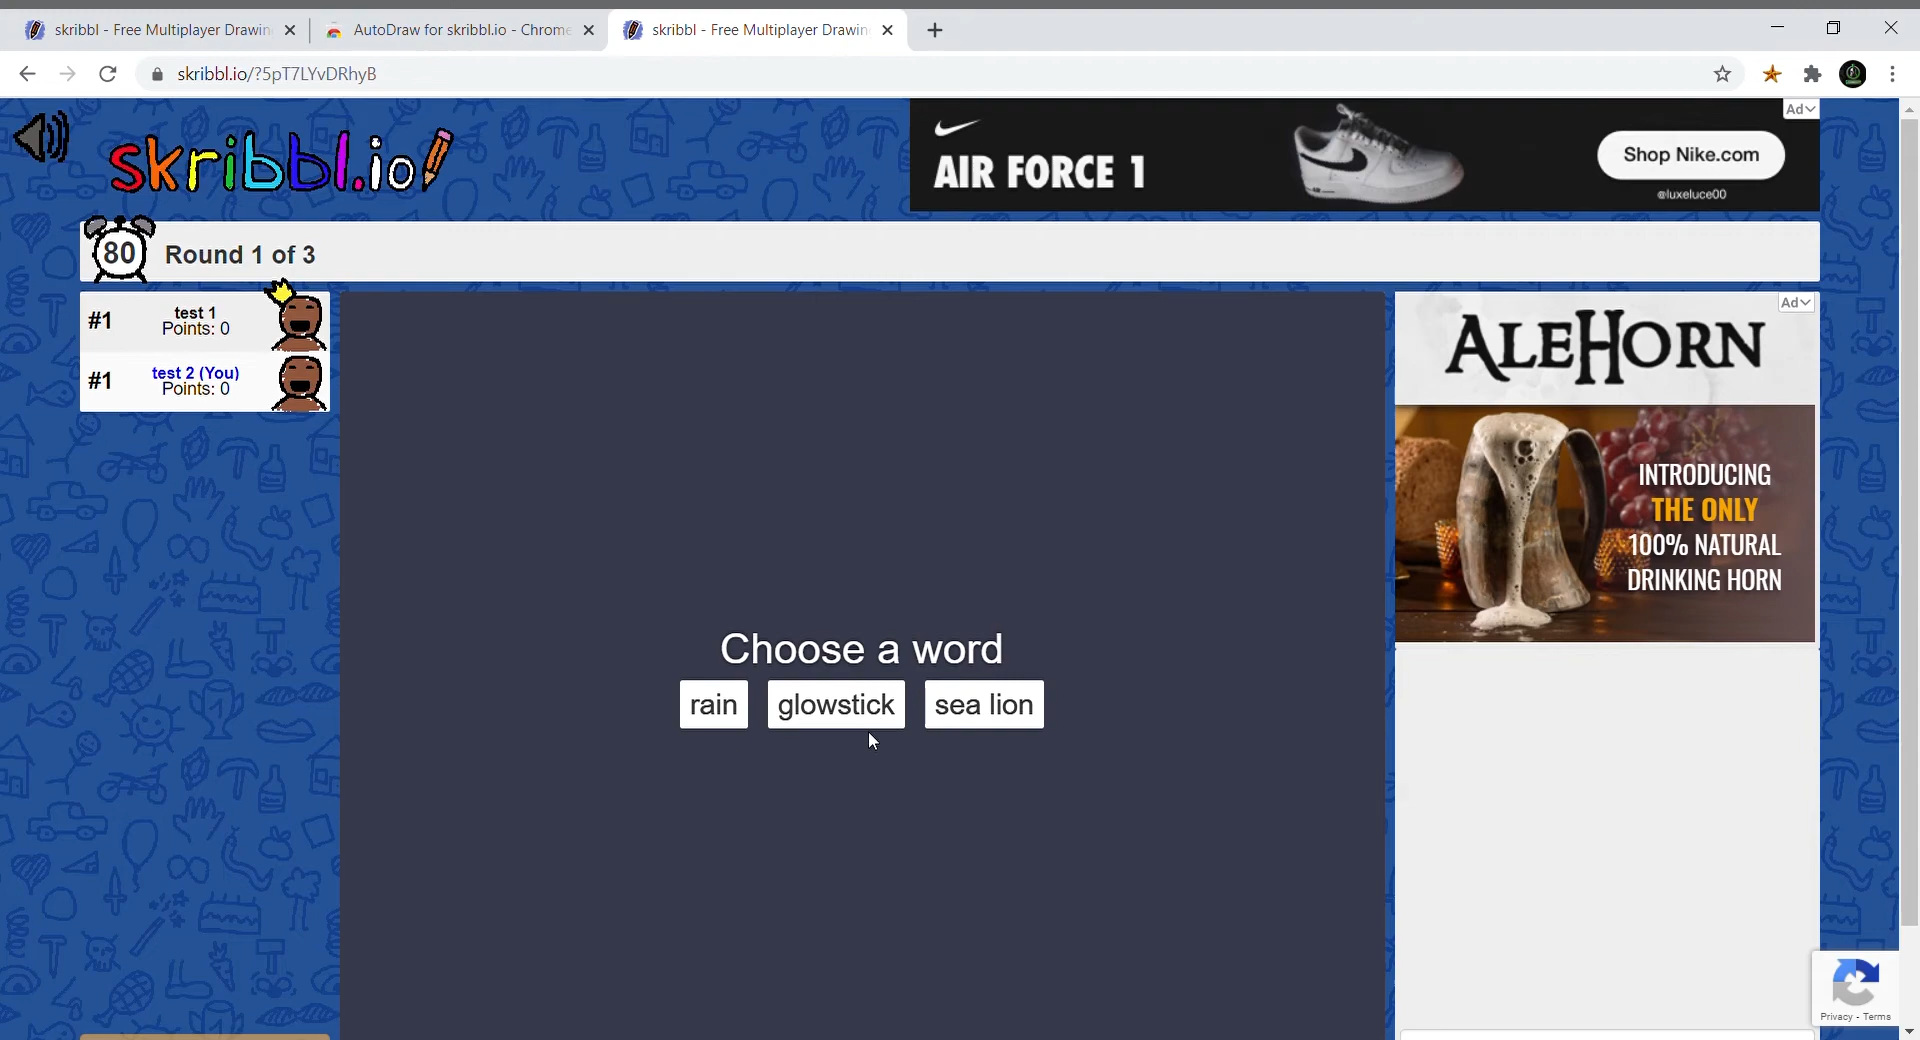 skribbl - Free Multiplayer Drawin
AutoDraw for skribbl.io - Chrome
skribbl - Free Multiplayer Drawin
skribbl.io/?5pT7LYvDRhyB
skribbl.io
Ad
AIR FORCE 1
Shop Nike.com
@luxeluce00
80
Round 1 of 3
#1
test 1
Points: 0
#1
test 2 (You)
Points: 0
Ad
ALEHORN
INTRODUCING
THE ONLY
100% NATURAL
DRINKING HORN
Choose a word
rain
glowstick
sea lion
Privacy - Terms